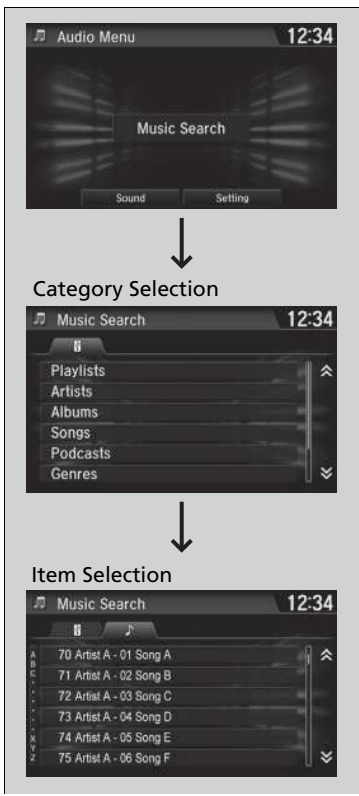 Audio Menu 12:34
Music Search
Sound Setting
Category Selection
Music Search 12:34
Playlists
Artists
Albums
Songs
Podcasts
Genres
Item Selection
Music Search 12:34
A
B
C
70 Artist A - 01 Song A
71 Artist A - 02 Song B
72 Artist A - 03 Song C
73 Artist A - 04 Song D
74 Artist A - 05 Song E
75 Artist A - 06 Song F
X
Y
Z